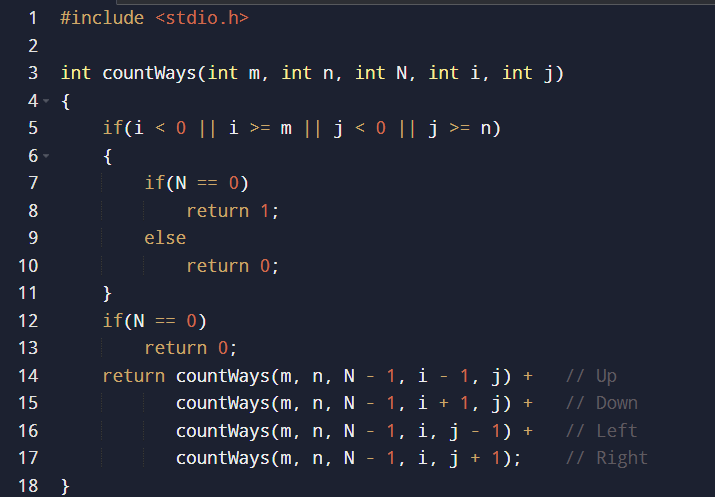 1 #include <stdio.h>
2
3 int countWays(int m, int n, int N, int i, int j)
4 {
5     if(i < 0 || i >= m || j < 0 || j >= n)
6     {
7         if(N == 0)
8             return 1;
9         else
10             return 0;
11     }
12     if(N == 0)
13         return 0;
14     return countWays(m, n, N - 1, i - 1, j) +   // Up
15            countWays(m, n, N - 1, i + 1, j) +   // Down
16            countWays(m, n, N - 1, i, j - 1) +   // Left
17            countWays(m, n, N - 1, i, j + 1);    // Right
18 }